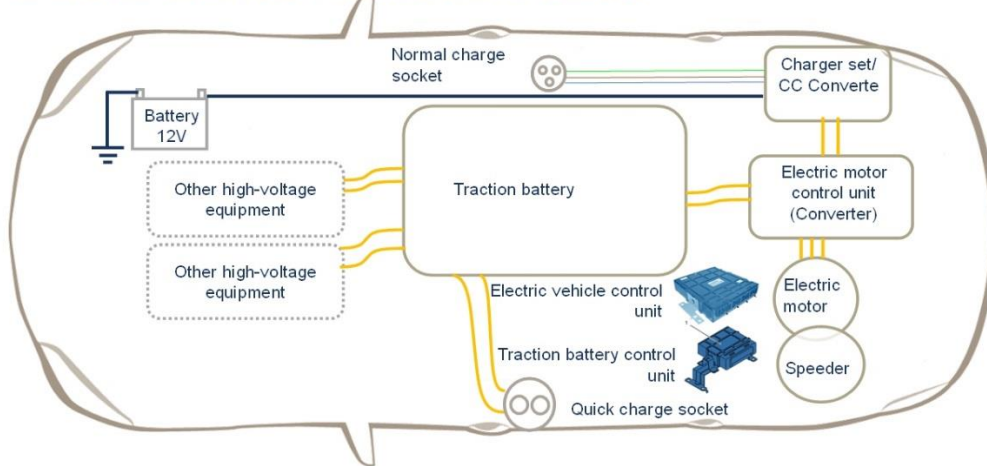 Normal charge
socket
Charger set/
CC Converte
Battery
12V
Other high-voltage
equipment
Traction battery
Electric motor
control unit
(Converter)
Other high-voltage
equipment
Electric vehicle control
unit
Electric
motor
Traction battery control
unit
Speeder
Quick charge socket